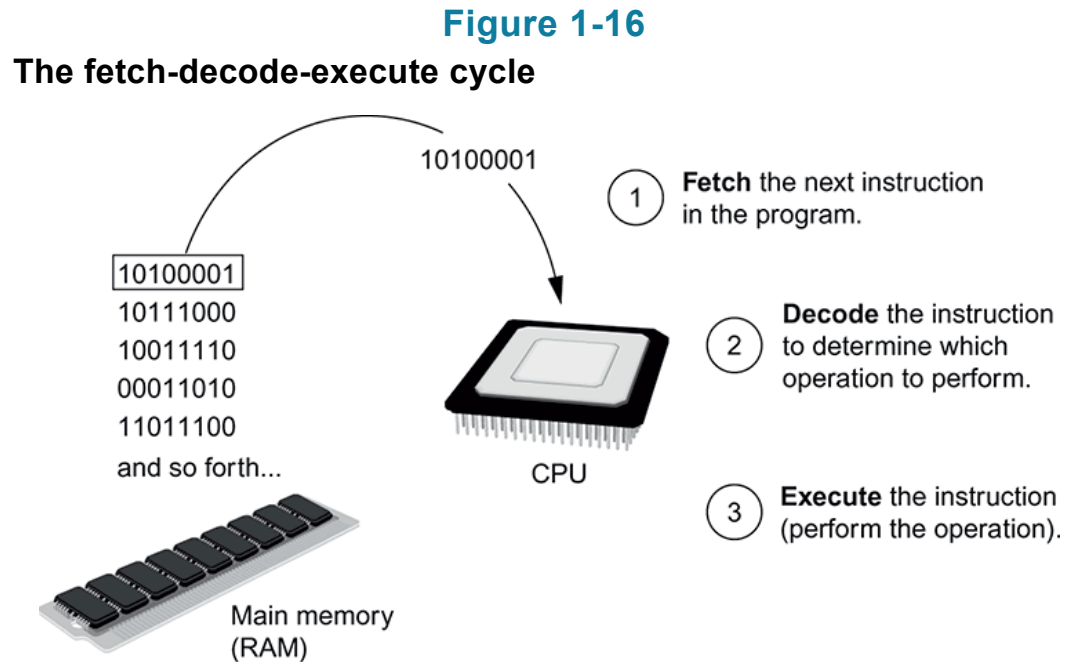 Figure 1-16
The fetch-decode-execute cycle
10100001
1 Fetch the next instruction
in the program.
10100001
10111000
10011110
00011010
11011100
and so forth...
Main memory
(RAM)
CPU
2 Decode the instruction
to determine which
operation to perform.
3 Execute the instruction
(perform the operation).